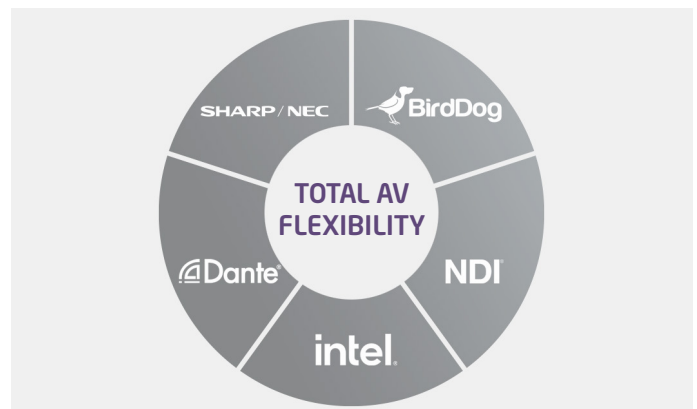 SHARP/NEC
BirdDog
TOTAL AV
FLEXIBILITY
Dante®
NDI®
intel.